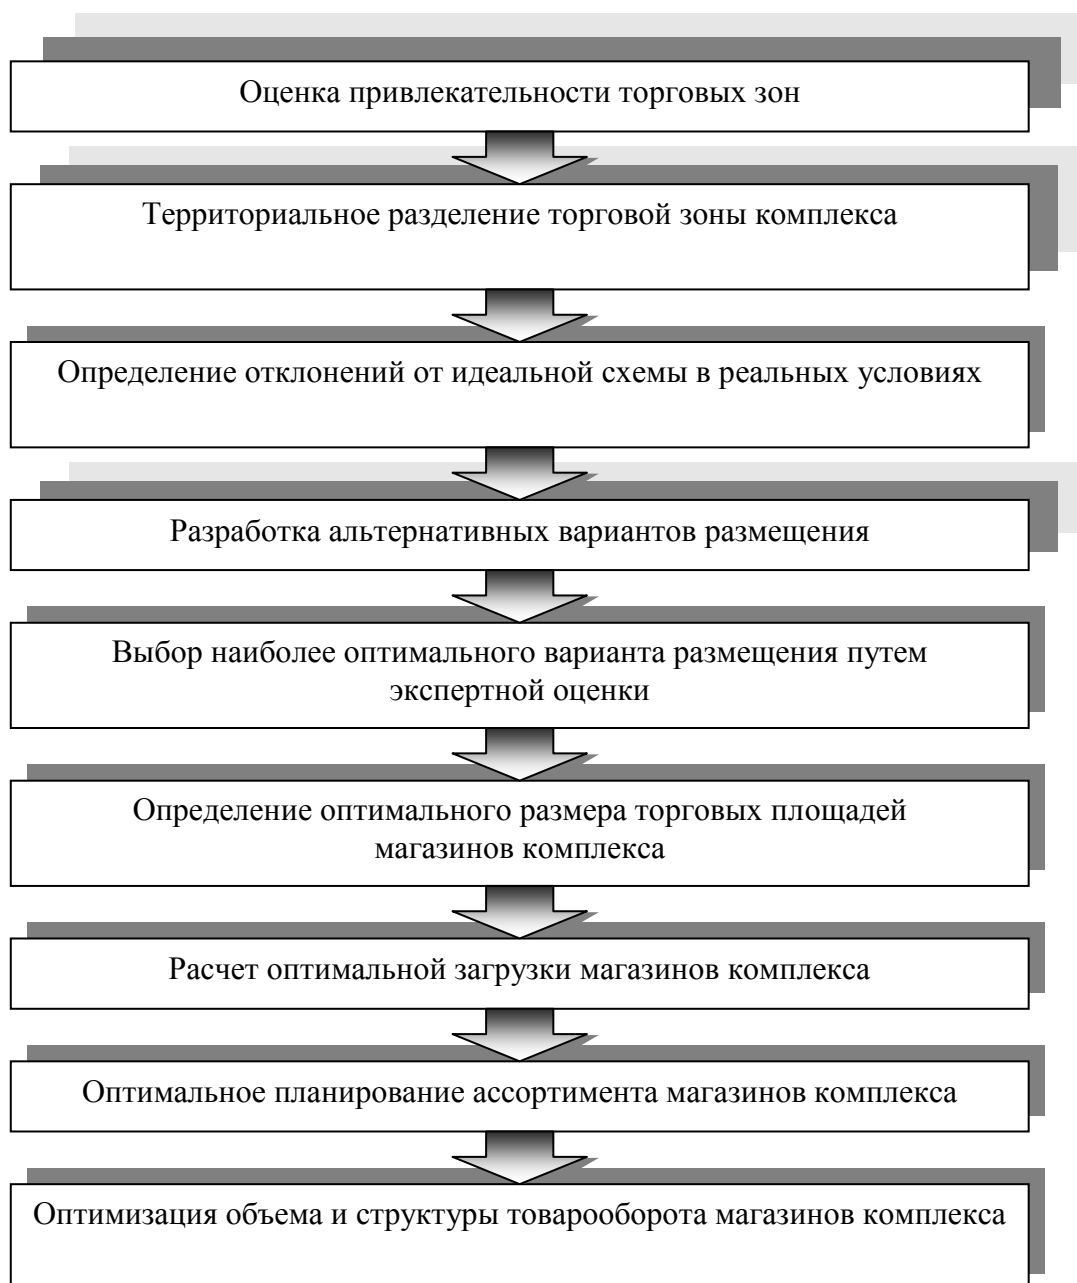 Оценка привлекательности торговых зон
Территориальное разделение торговой зоны комплекса
Определение отклонений от идеальной схемы в реальных условиях
Разработка альтернативных вариантов размещения
Выбор наиболее оптимального варианта размещения путем
экспертной оценки
Определение оптимального размера торговых площадей
магазинов комплекса
Расчет оптимальной загрузки магазинов комплекса
Оптимальное планирование ассортимента магазинов комплекса
Оптимизация объема и структуры товарооборота магазинов комплекса